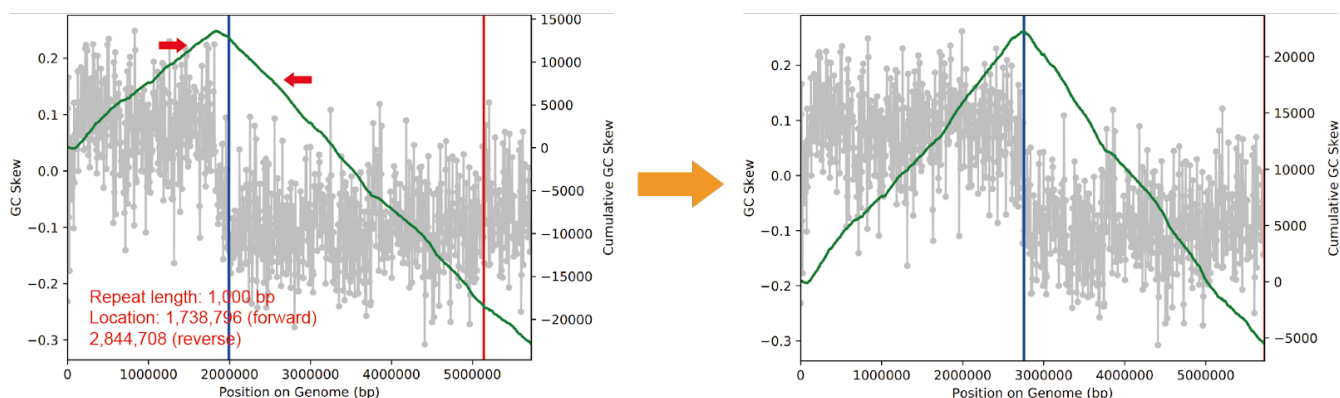 0.2
0.1
0.0
−0.1
−0.2
−0.3
GC Skew
15000
10000
5000
0
−5000
−10000
−15000
−20000
Cumulative GC Skew
Repeat length: 1,000 bp
Location: 1,738,796 (forward)
2,844,708 (reverse)
0 1000000 2000000 3000000 4000000 5000000
Position on Genome (bp)
0.2
0.1
0.0
−0.1
−0.2
−0.3
GC Skew
20000
15000
10000
5000
0
−5000
Cumulative GC Skew
0 1000000 2000000 3000000 4000000 5000000
Position on Genome (bp)